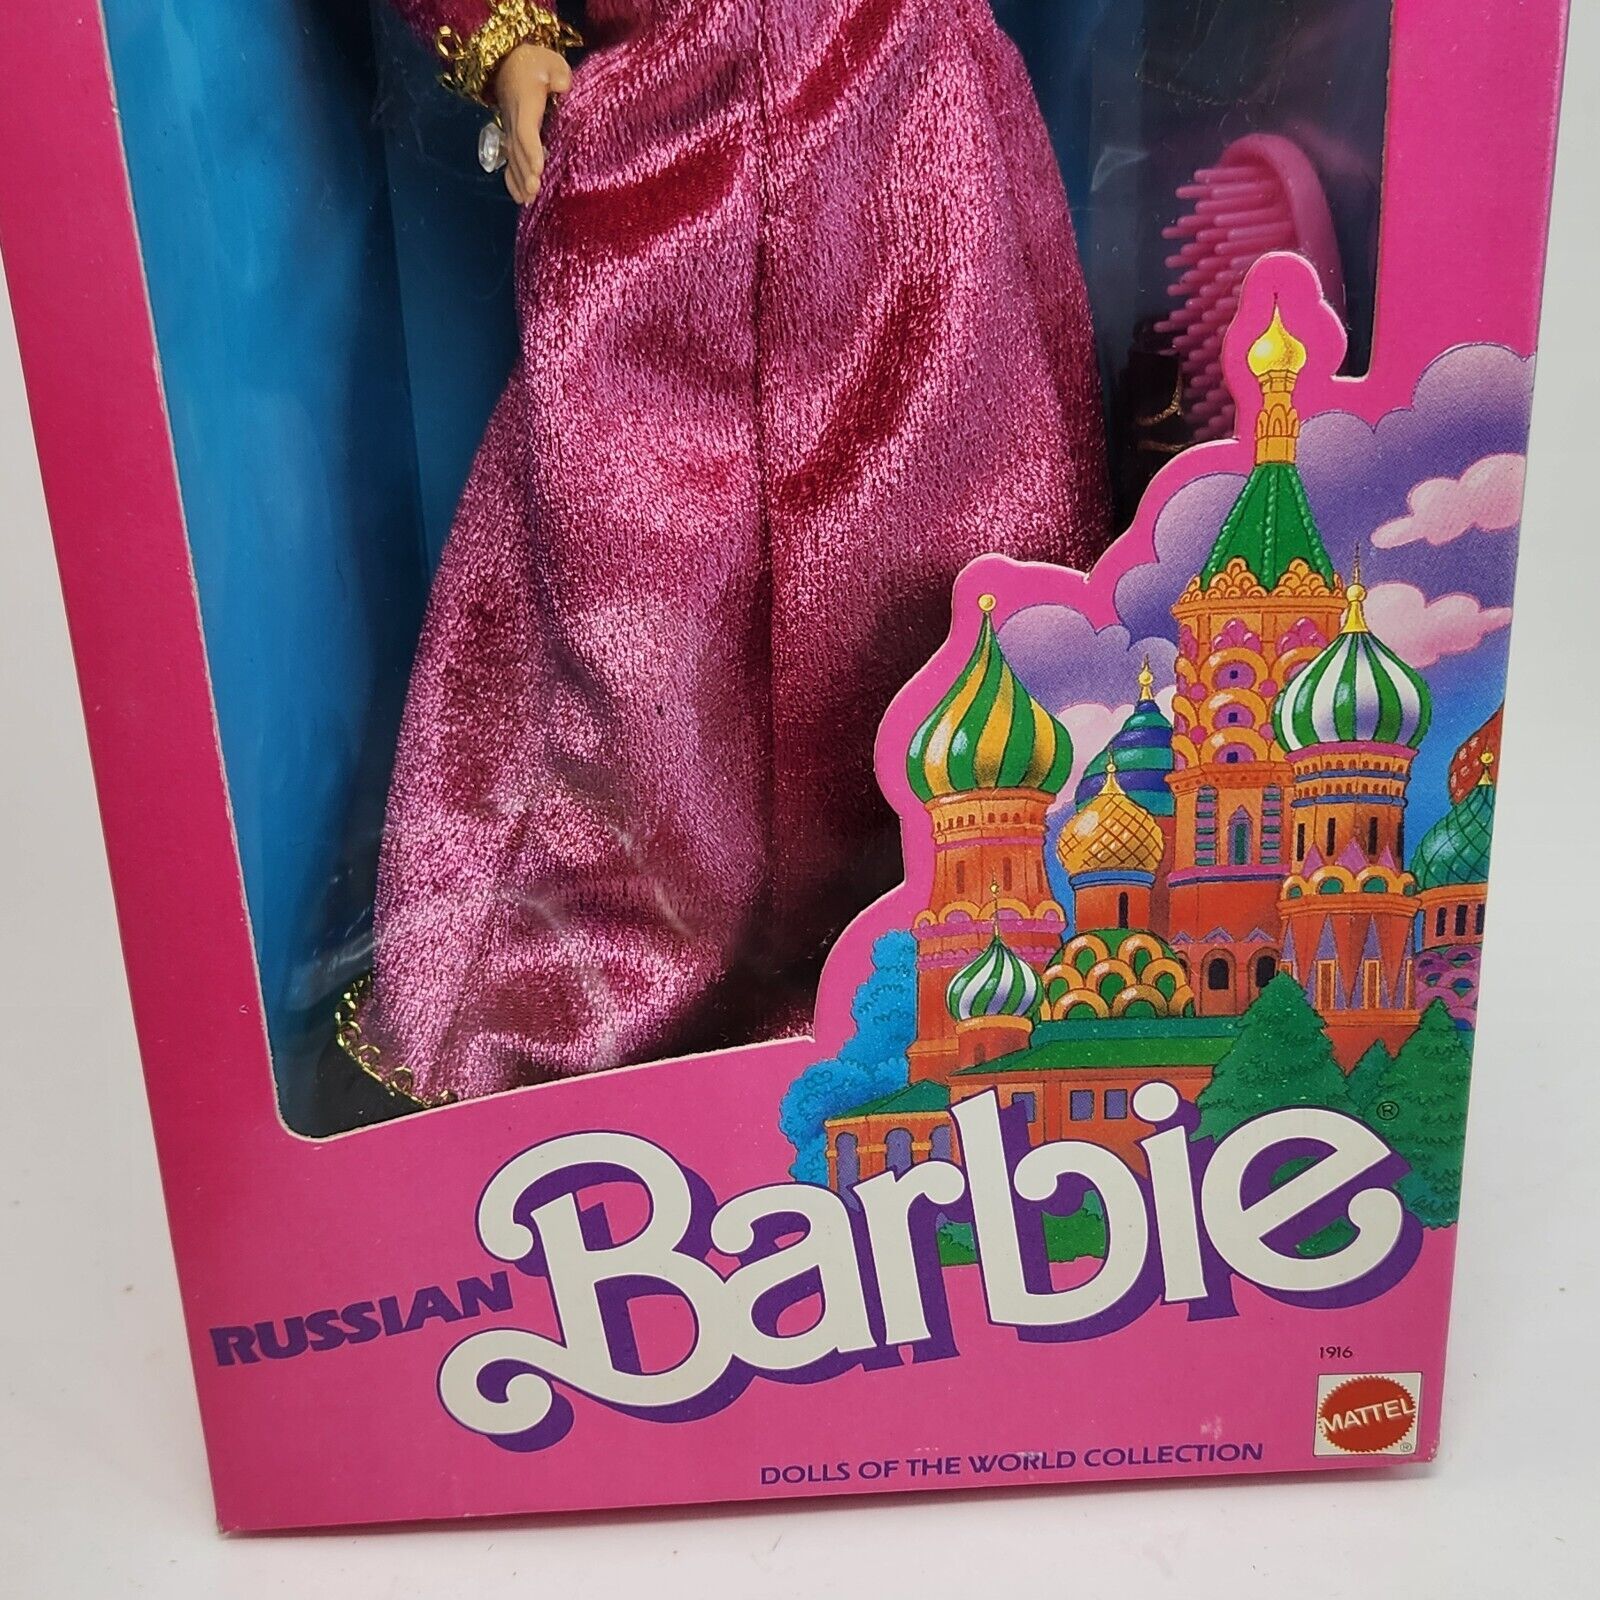 RUSSIAN Barbie®
1916
MATTEL
®
DOLLS OF THE WORLD COLLECTION